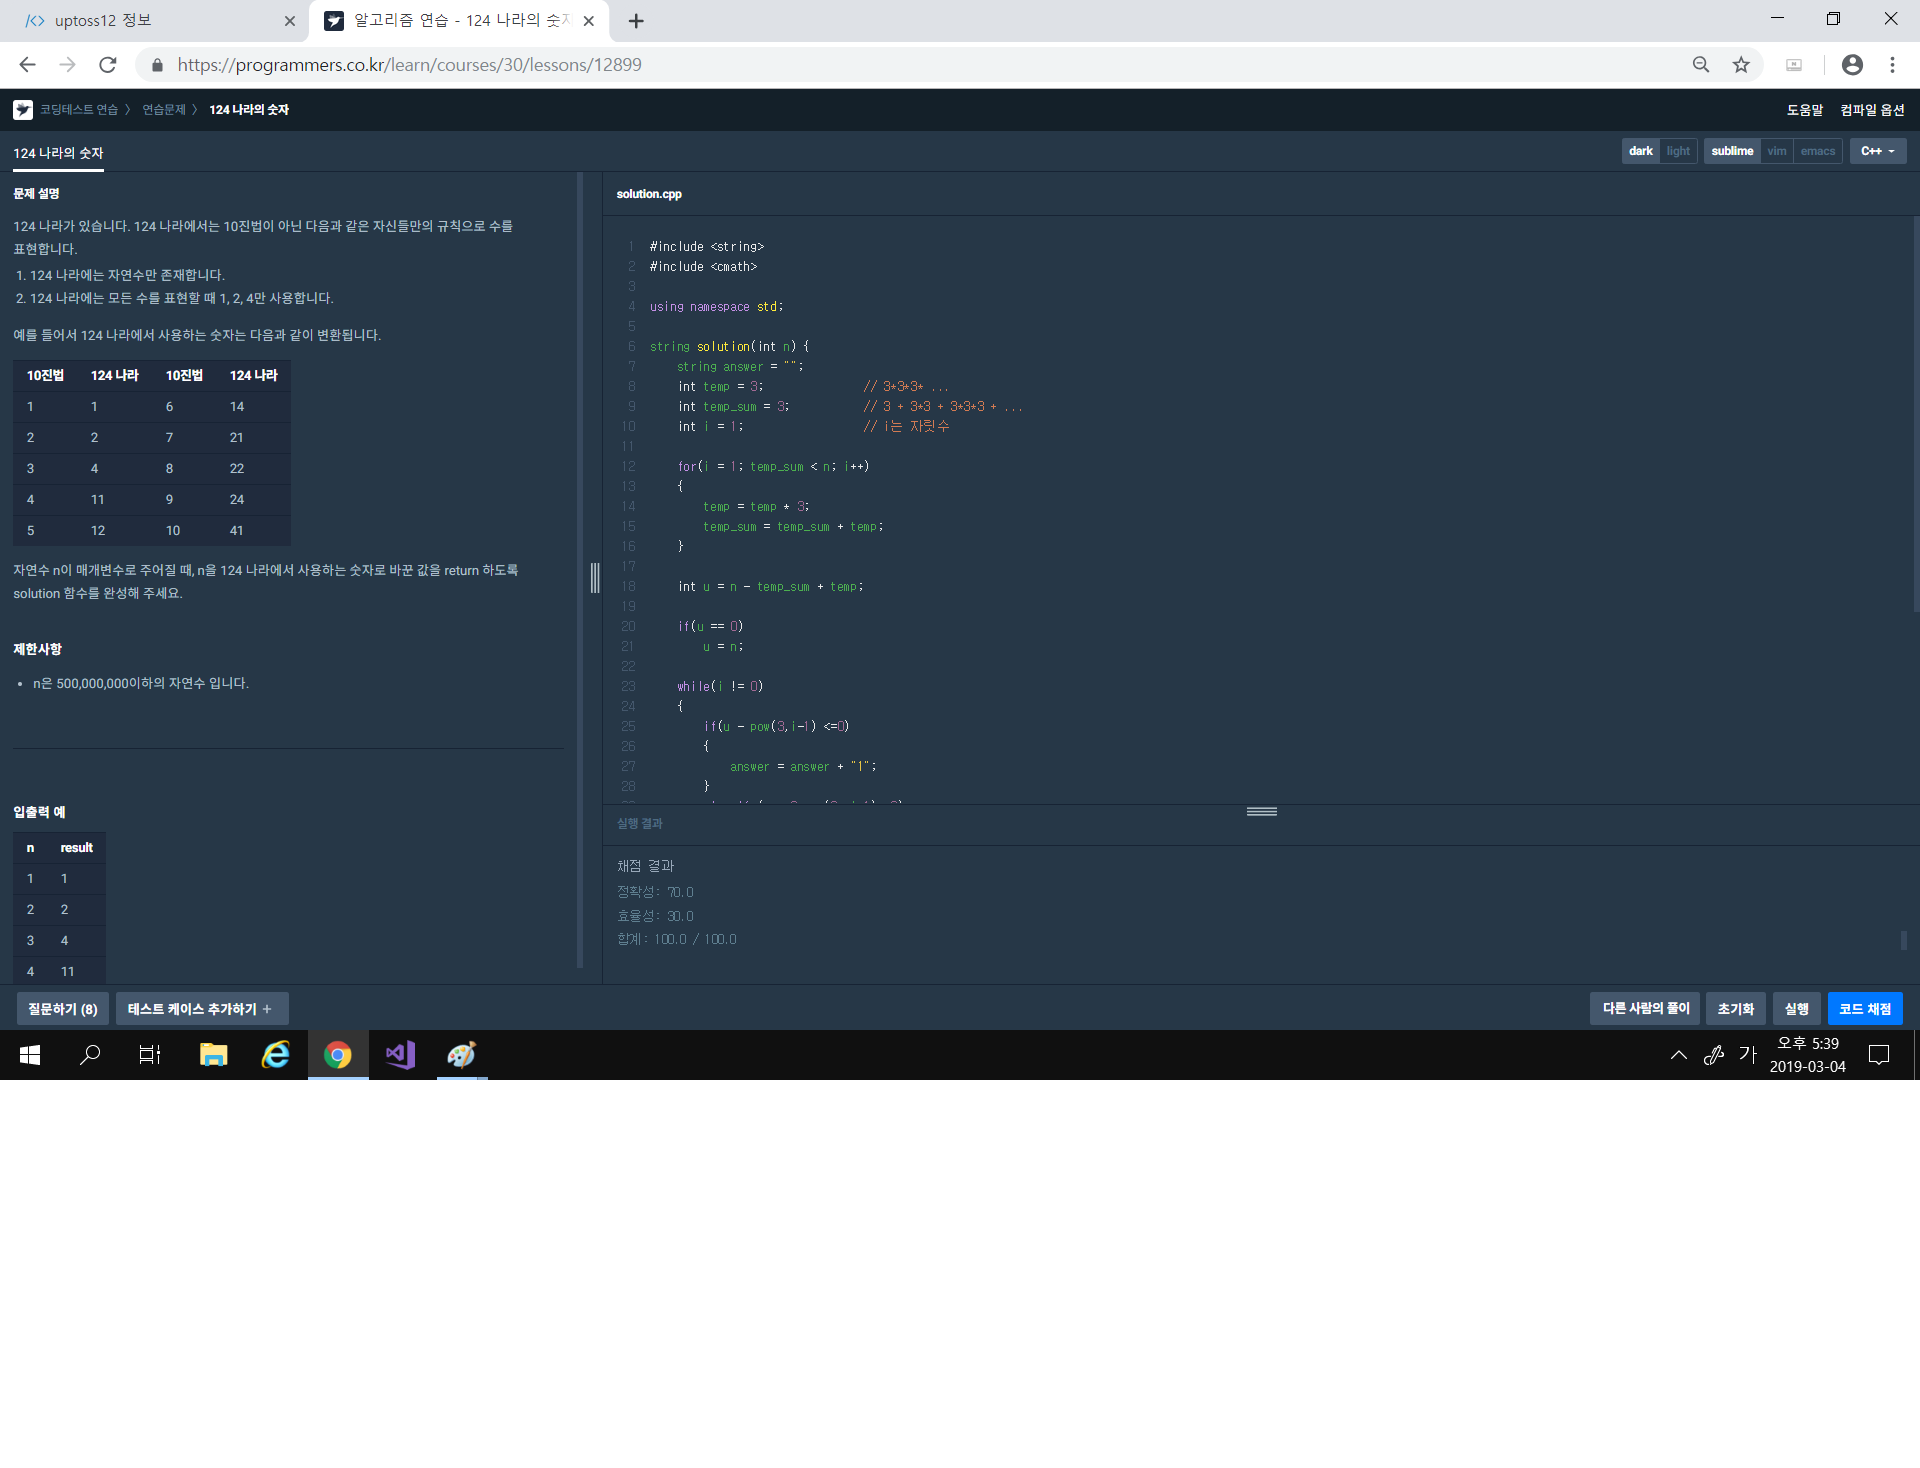 uptoss12 정보
알고리즘 연습 - 124 나라의 숫
https://programmers.co.kr/learn/courses/30/lessons/12899
코딩테스트 연습 〉 연습문제 〉 124 나라의 숫자
도움말 컴파일 옵션
124 나라의 숫자
dark light sublime vim emacs C++
문제 설명
124 나라가 있습니다. 124 나라에서는 10진법이 아닌 다음과 같은 자신들만의 규칙으로 수를
표현합니다.
1. 124 나라에는 자연수만 존재합니다.
2. 124 나라에는 모든 수를 표현할 때 1, 2, 4만 사용합니다.
예를 들어서 124 나라에서 사용하는 숫자는 다음과 같이 변환됩니다.
10진법 124 나라 10진법 124 나라
1 1 6 14
2 2 7 21
3 4 8 22
4 11 9 24
5 12 10 41
자연수 n이 매개변수로 주어질 때, n을 124 나라에서 사용하는 숫자로 바꾼 값을 return 하도록
solution 함수를 완성해 주세요.
제한사항
• n은 500,000,000이하의 자연수 입니다.
입출력 예
n result
1 1
2 2
3 4
4 11
solution.cpp
1 #include <string>
2 #include <cmath>
3
4 using namespace std;
5
6 string solution(int n) {
7 string answer = "";
8 int temp = 3; // 3*3*3* ...
9 int temp_sum = 3; // 3 + 3*3 + 3*3*3 + ...
10 int i = 1; // i는 자릿수
11
12 for(i = 1; temp_sum < n; i++)
13 {
14 temp = temp * 3;
15 temp_sum = temp_sum + temp;
16 }
17
18 int u = n - temp_sum + temp;
19
20 if(u == 0)
21 u = n;
22
23 while(i != 0)
24 {
25 if(u - pow(3,i-1) <=0)
26 {
27 answer = answer + "1";
28 }
실행 결과
채점 결과
정확성: 70.0
효율성: 30.0
합계: 100.0 / 100.0
질문하기 (8) 테스트 케이스 추가하기 +
다른 사람의 풀이 초기화 실행 코드 채점
가
오후 5:39
2019-03-04